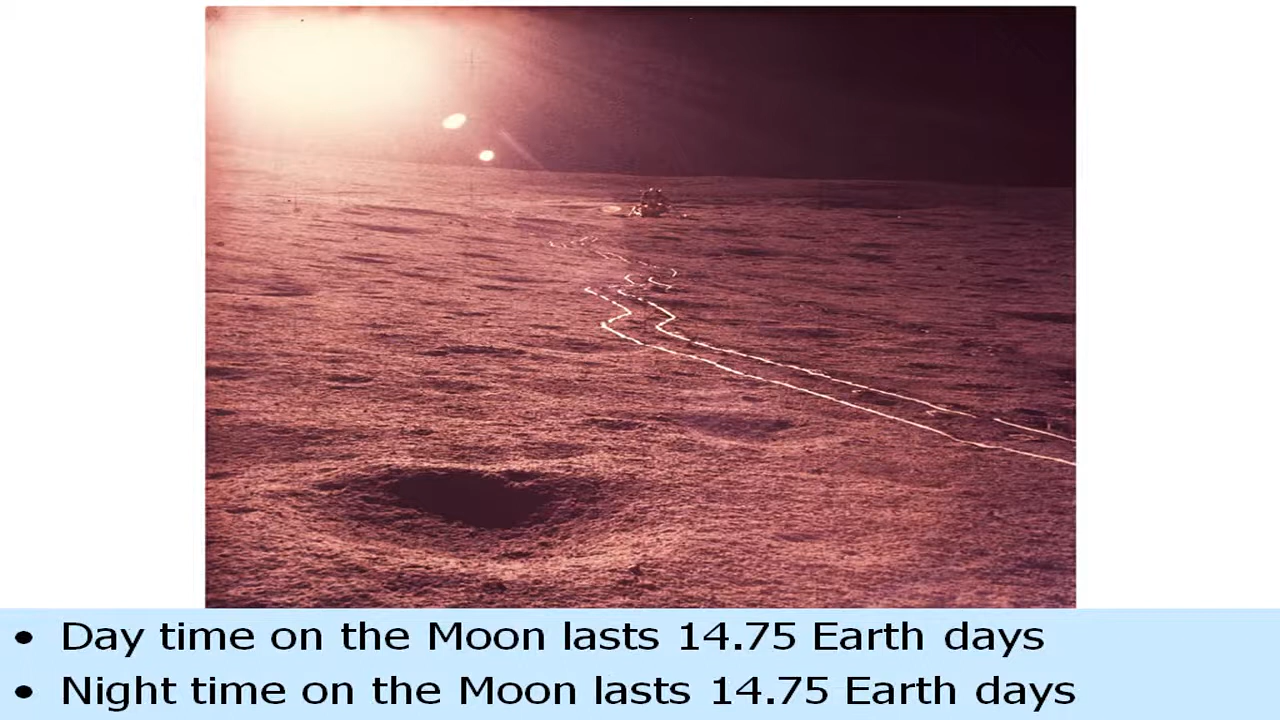 • Day time on the Moon lasts 14.75 Earth days
• Night time on the Moon lasts 14.75 Earth days